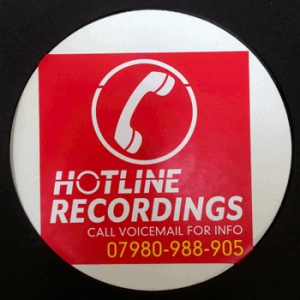 HOTLINE
RECORDINGS
CALL VOICEMAIL FOR INFO
07980-988-905